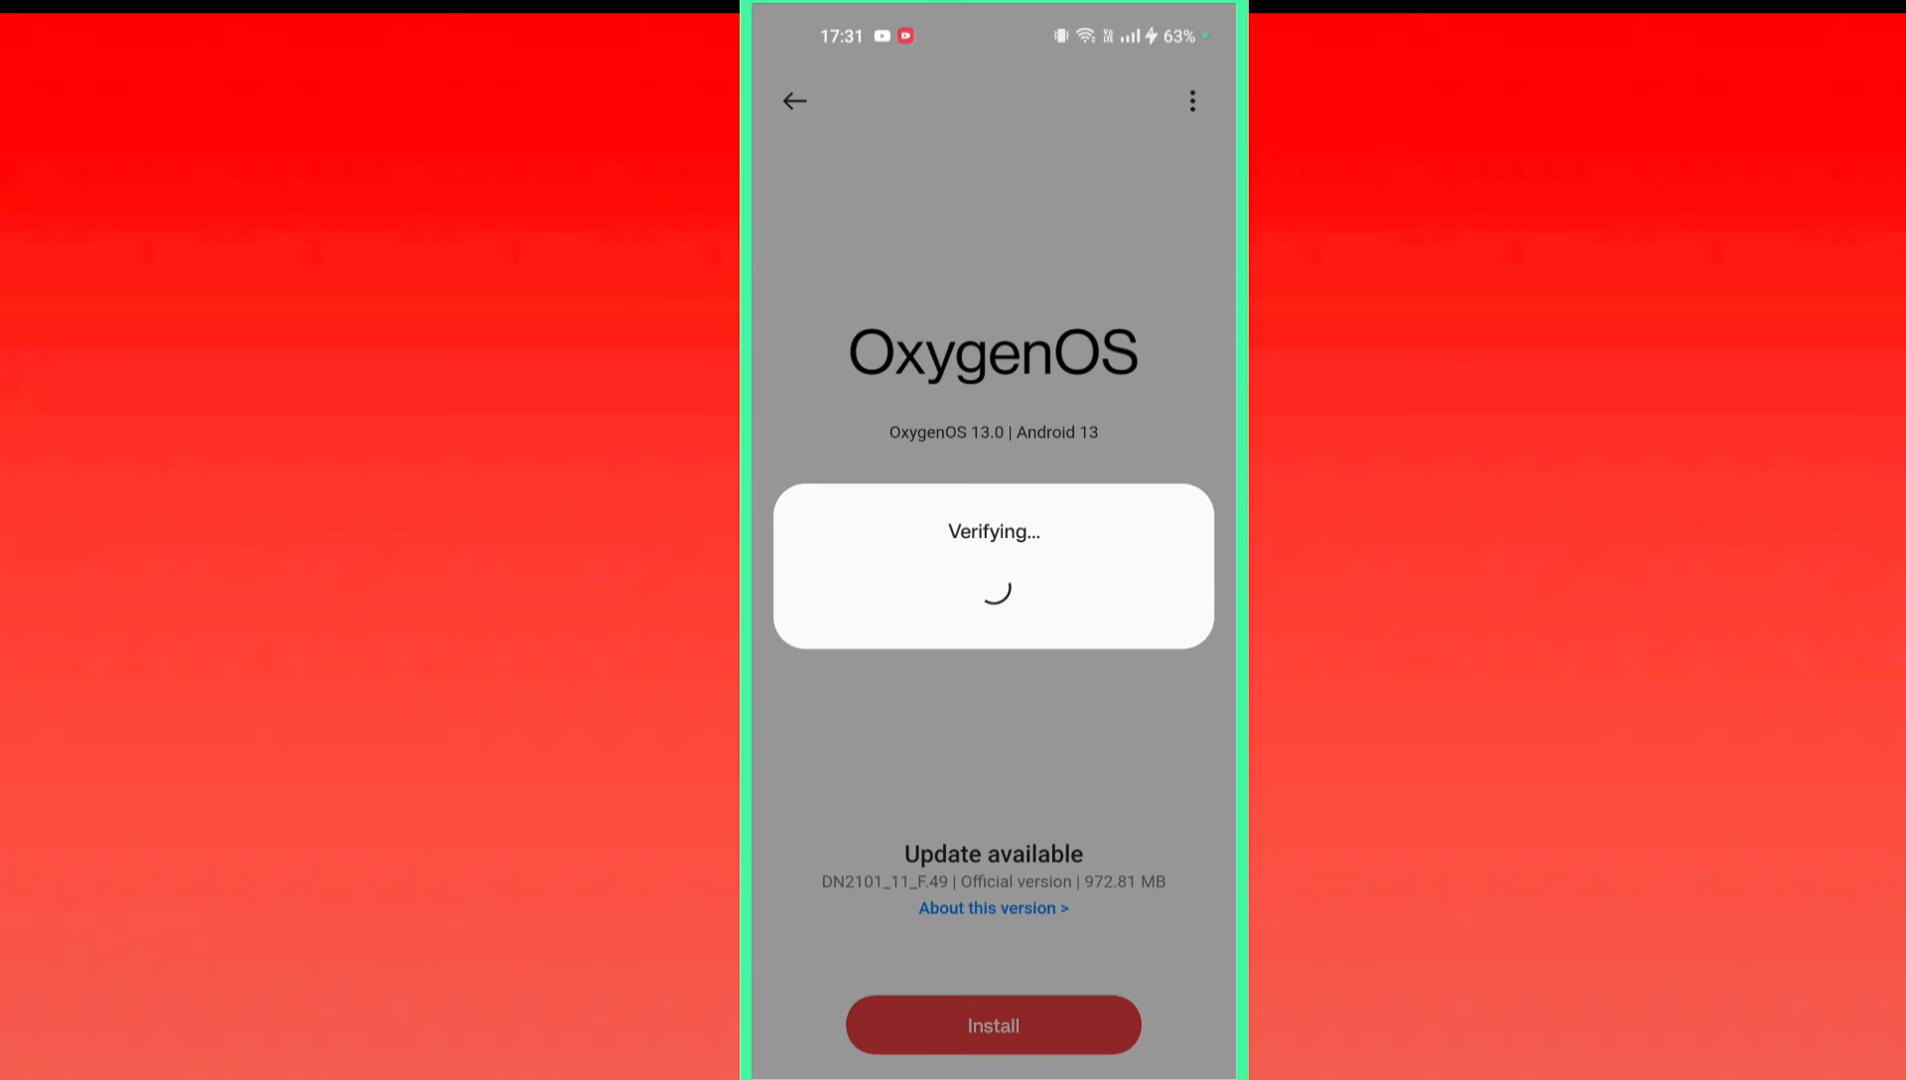 17:31 63%
OxygenOS
OxygenOS 13.0 | Android 13
Verifying...
Update available
DN2101_11_F.49 | Official version | 972.81 MB
About this version >
Install